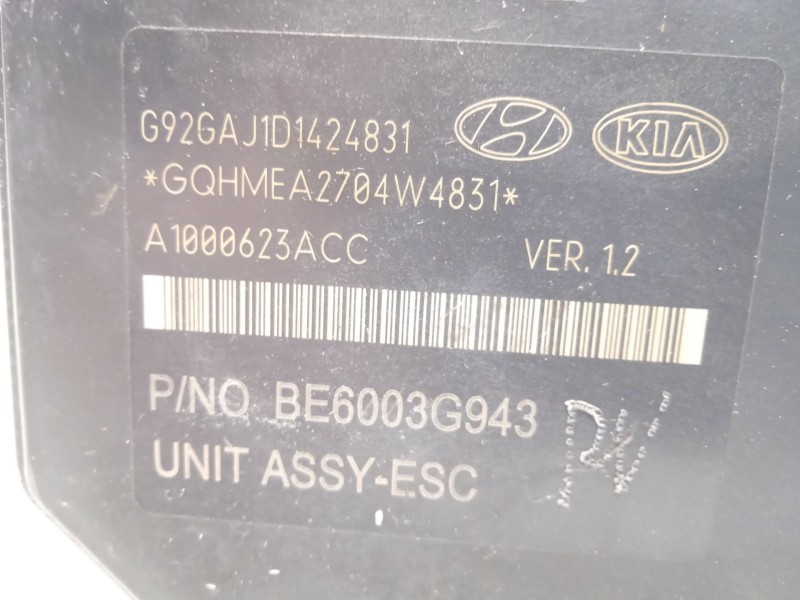 G92GAJ1D1424831
KIA
*GQHMEA2704W4831*
A1000623ACC VER. 1.2
P/NO BE6003G943
UNIT ASSY-ESC